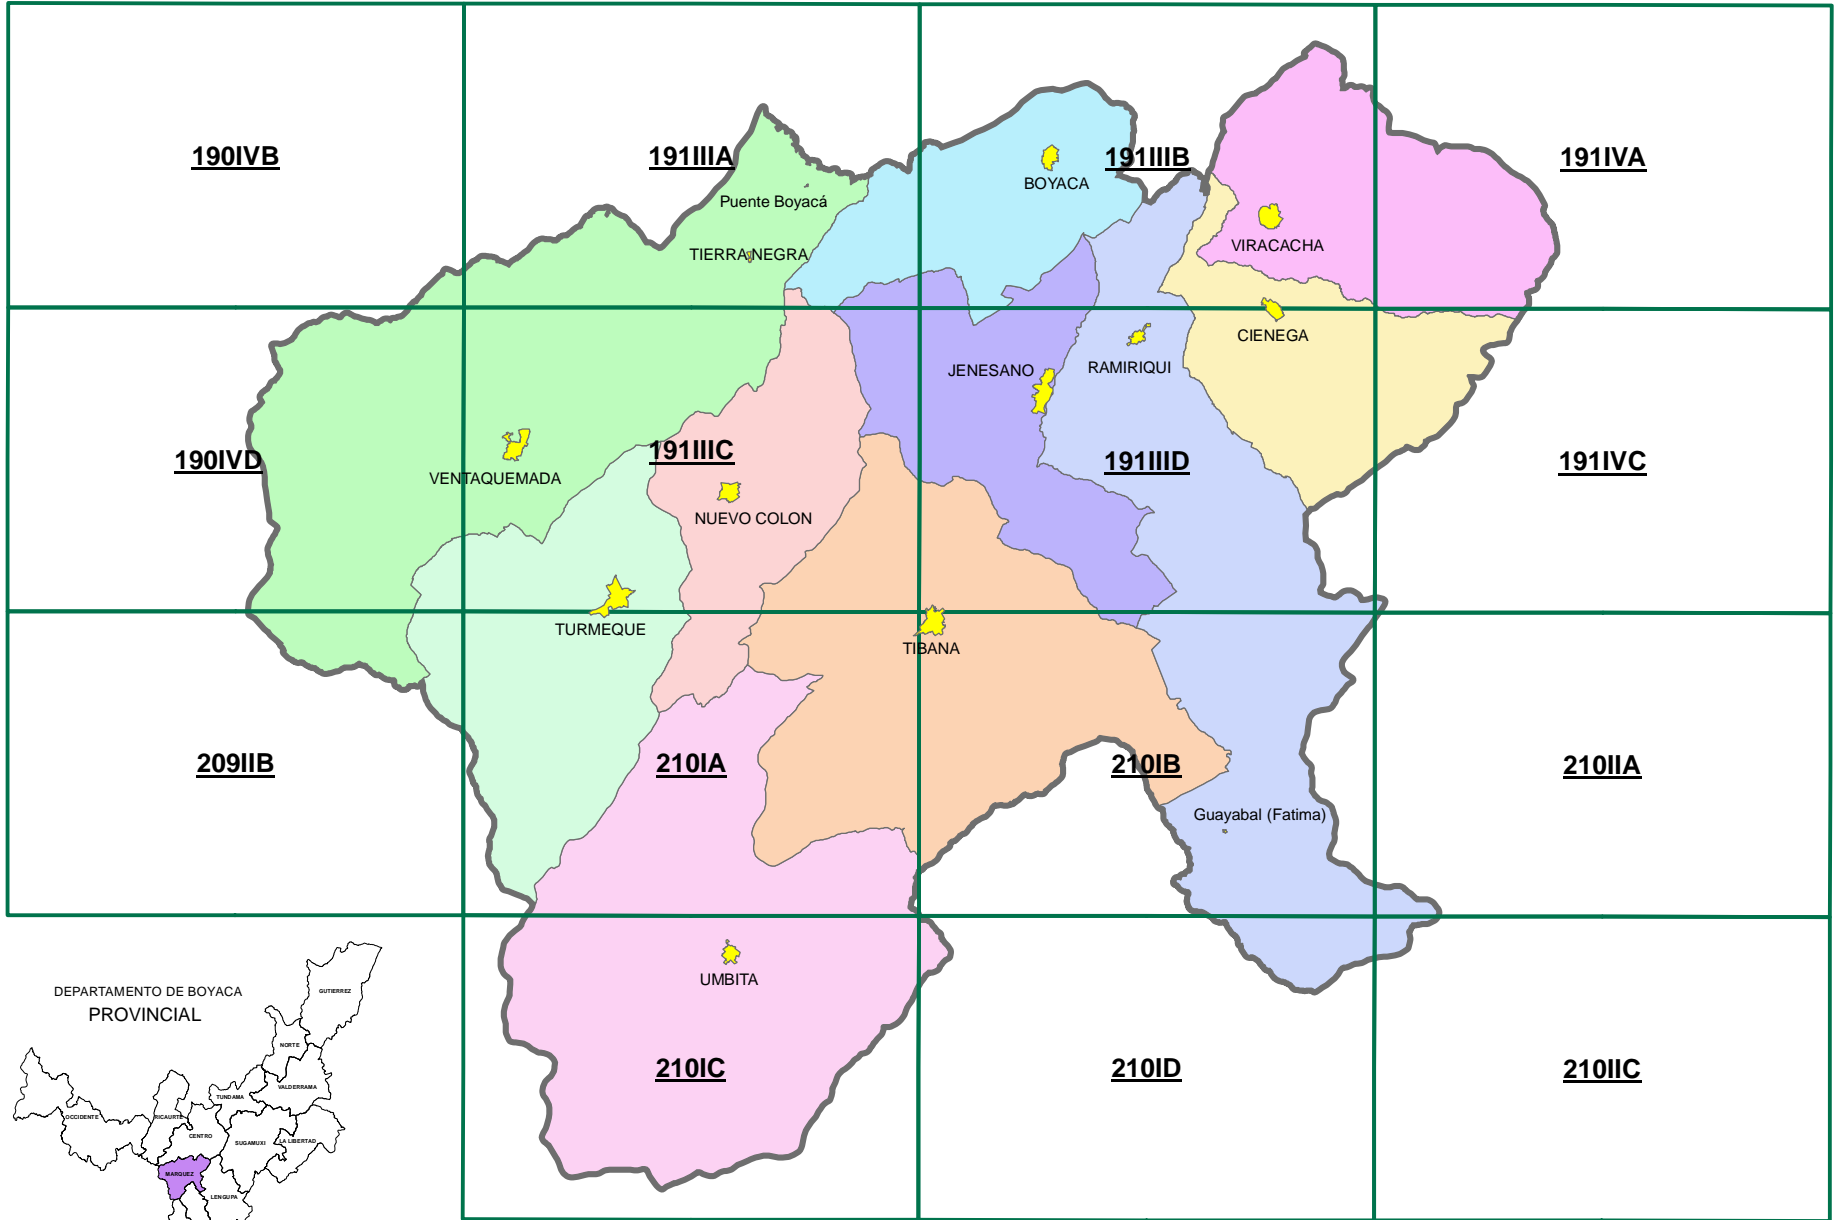 190IVB
191IIIA
191IIIB
191IVA
BOYACA
Puente Boyacá
VIRACACHA
TIERRA NEGRA
CIENEGA
JENESANO
RAMIRIQUI
190IVD
191IIIC
191IIID
191IVC
VENTAQUEMADA
NUEVO COLON
TURMEQUE
TIBANA
209IIB
210IA
210IB
210IIA
Guayabal (Fatima)
UMBITA
210IC
210ID
210IIC
DEPARTAMENTO DE BOYACA
PROVINCIAL
GUTIERREZ
NORTE
VALDERRAMA
TUNDAMA
OCCIDENTE
RICAURTE
CENTRO
SUGAMUXI
LA LIBERTAD
MARQUEZ
LENGUPA